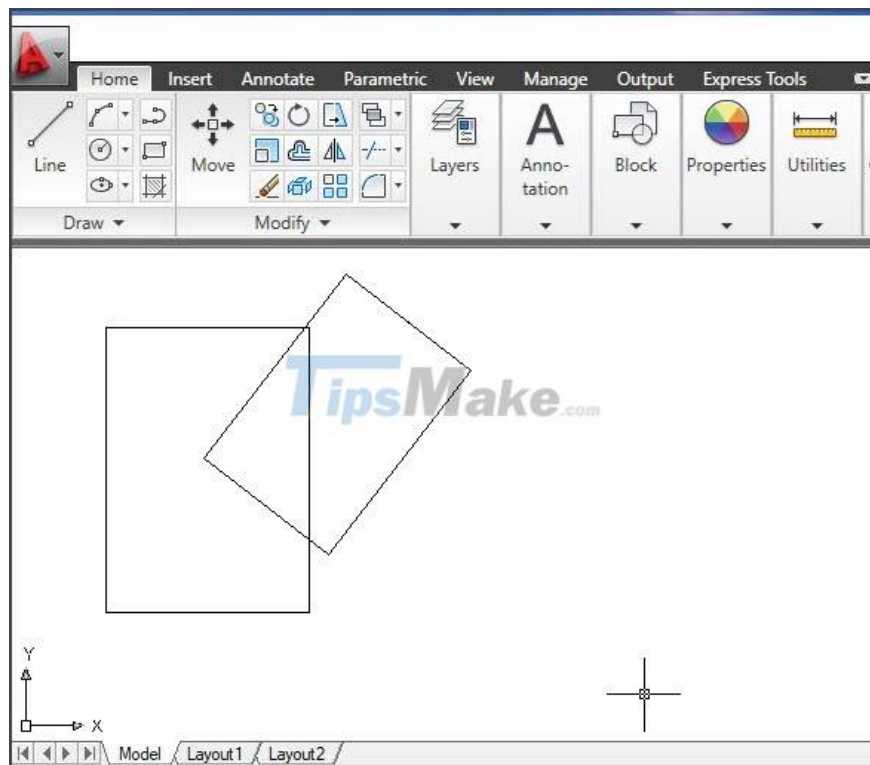 Home Insert Annotate Parametric View Manage Output Express Tools
Line Move Layers Anno-
tation Block Properties Utilities
Draw Modify
TipsMake.com
Y
X
Model Layout1 Layout2